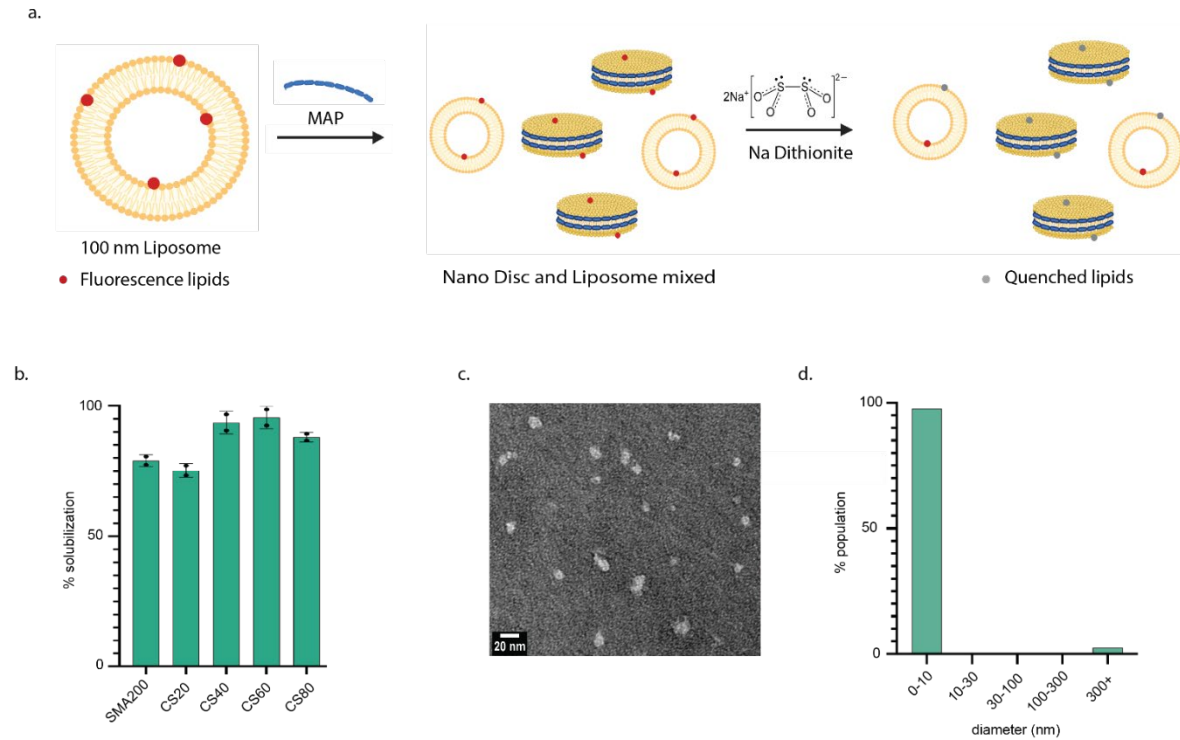 a.
MAP
2Na⁺
O
S
S
O
O
O
2−
Na Dithionite
100 nm Liposome
Fluorescence lipids
Nano Disc and Liposome mixed
Quenched lipids
b.
100
50
0
% solubilization
SMA200
CS20
CS40
CS60
CS80
c.
20 nm
d.
100
50
0
% population
0-10
10-30
30-100
100-300
300+
diameter (nm)